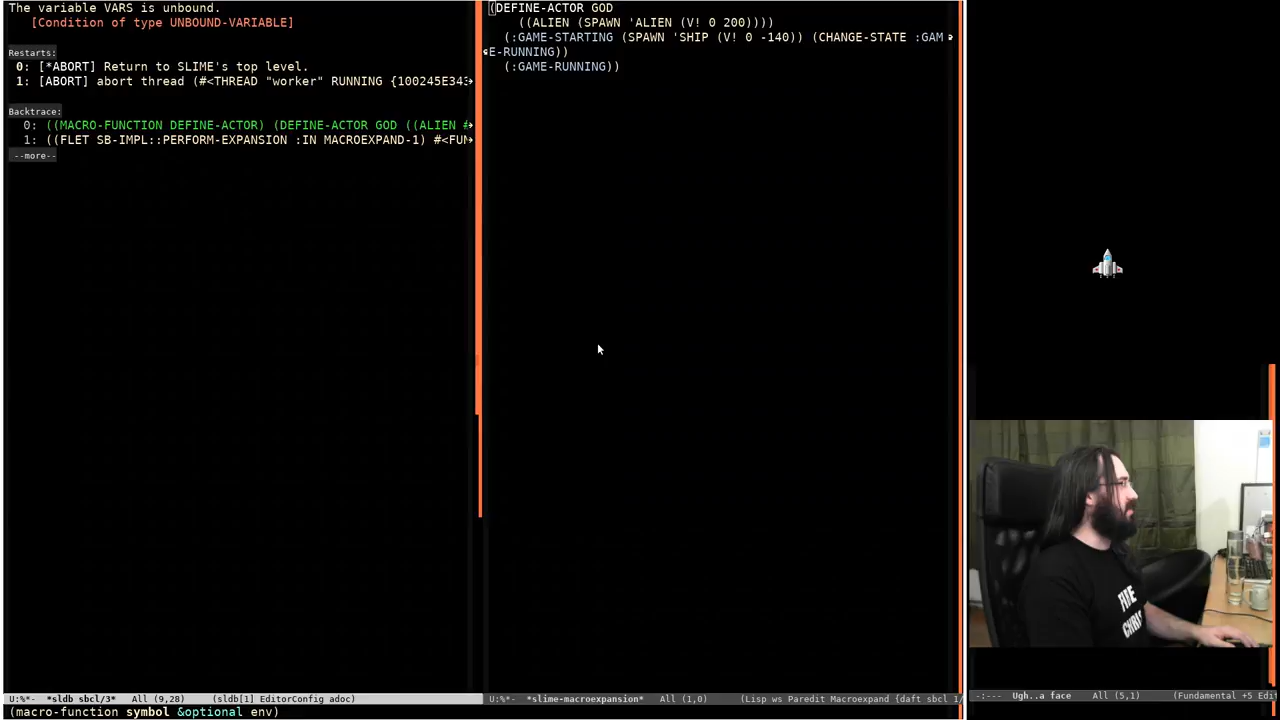 The variable VARS is unbound.
[Condition of type UNBOUND-VARIABLE]
Restarts:
0: [*ABORT] Return to SLIME's top level.
1: [ABORT] abort thread (#<THREAD "worker" RUNNING {100245E343
Backtrace:
0: ((MACRO-FUNCTION DEFINE-ACTOR) (DEFINE-ACTOR GOD ((ALIEN #
1: ((FLET SB-IMPL::PERFORM-EXPANSION :IN MACROEXPAND-1) #<FUN
--more--
(DEFINE-ACTOR GOD
((ALIEN (SPAWN 'ALIEN (V! 0 200))))
(:GAME-STARTING (SPAWN 'SHIP (V! 0 -140)) (CHANGE-STATE :GAM
E-RUNNING))
(:GAME-RUNNING))
U:%*- *sldb sbcl/3* All (9,28) (sldb[1] EditorConfig adoc)
U:%*- *slime-macroexpansion* All (1,0) (Lisp ws Paredit Macroexpand {daft sbcl 1/
-:--- Ugh..a face All (5,1) (Fundamental +5 Edi
(macro-function symbol &optional env)